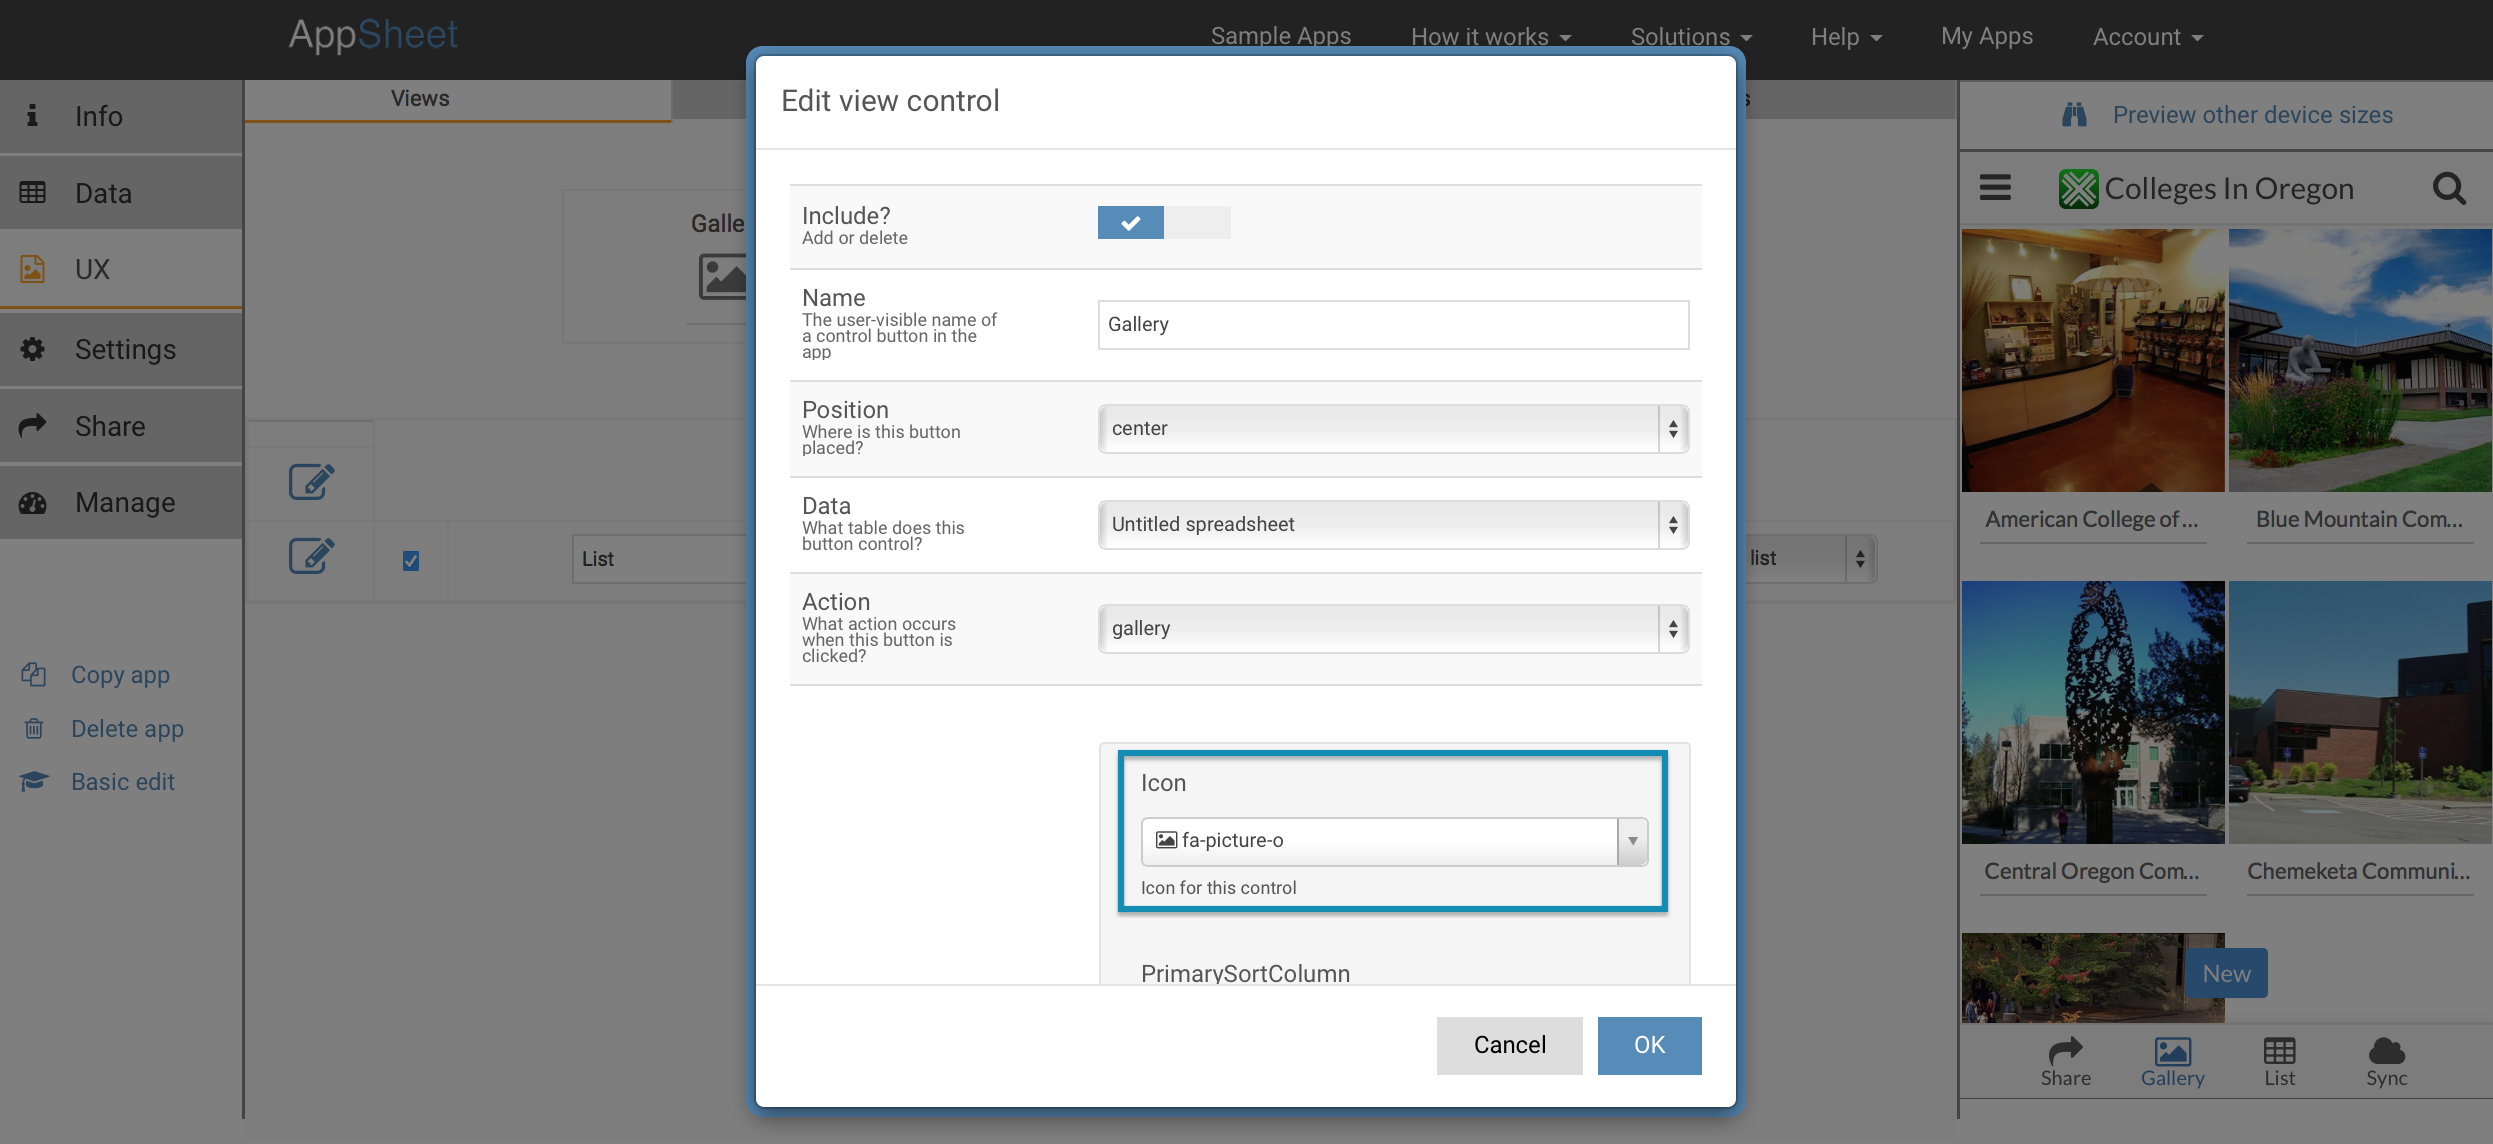 AppSheet
Sample Apps
How it works
Solutions
Help
My Apps
Account
Info
Data
UX
Settings
Share
Manage
Copy app
Delete app
Basic edit
Views
Galle
List
Edit view control
Include?
Add or delete
Name
The user-visible name of
a control button in the
app
Gallery
Position
Where is this button
placed?
center
Data
What table does this
button control?
Untitled spreadsheet
Action
What action occurs
when this button is
clicked?
gallery
Icon
fa-picture-o
Icon for this control
PrimarySortColumn
Cancel
OK
s
list
Preview other device sizes
Colleges In Oregon
American College of ...
Blue Mountain Com...
Central Oregon Com...
Chemeketa Communi...
New
Share
Gallery
List
Sync